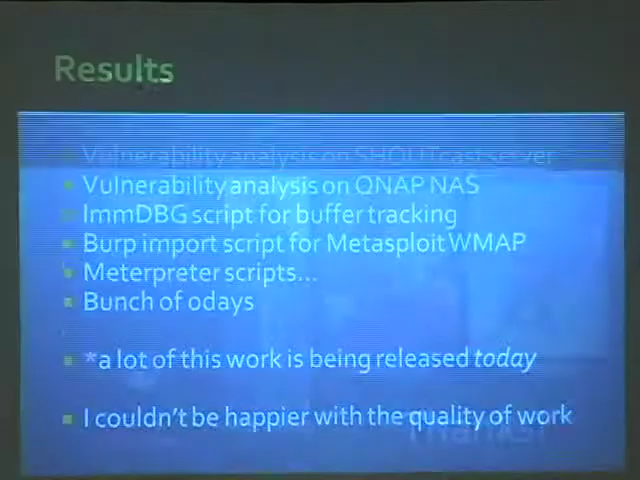 Results
Vulnerability analysis on SHOUTcast server
Vulnerability analysis on QNAP NAS
ImmDBG script for buffer tracking
Burp import script for Metasploit WMAP
Meterpreter scripts...
Bunch of 0days
*a lot of this work is being released today
I couldn't be happier with the quality of work
Thanks!